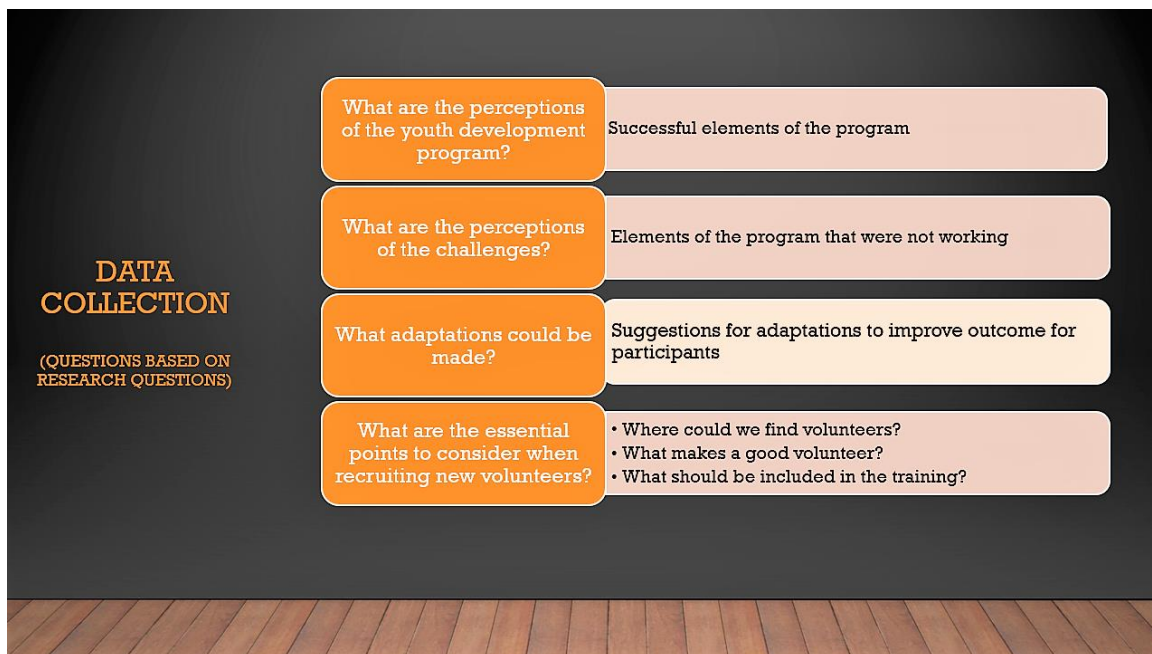 DATA
COLLECTION
(QUESTIONS BASED ON
RESEARCH QUESTIONS)
What are the perceptions
of the youth development
program?
Successful elements of the program
What are the perceptions
of the challenges?
Elements of the program that were not working
What adaptations could be
made?
Suggestions for adaptations to improve outcome for
participants
What are the essential
points to consider when
recruiting new volunteers?
• Where could we find volunteers?
• What makes a good volunteer?
• What should be included in the training?